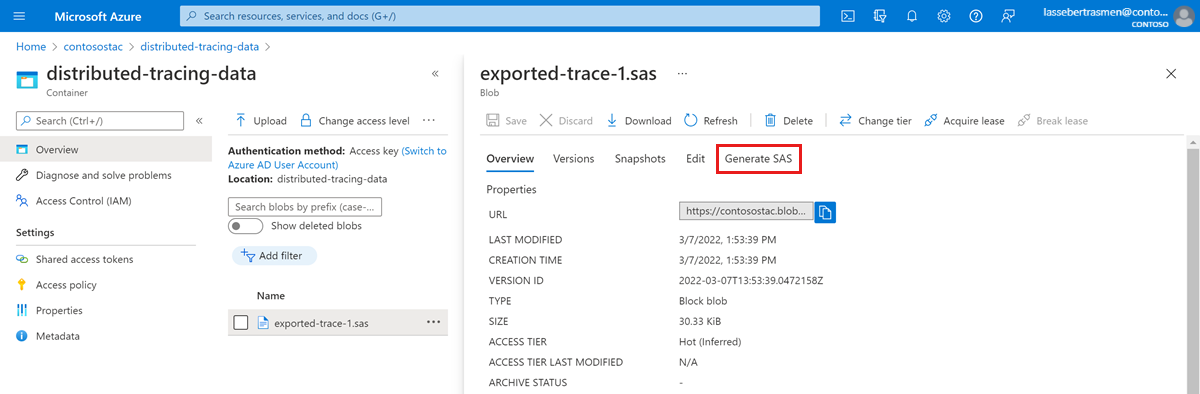 Microsoft Azure
Search resources, services, and docs (G+/)
lassebertrasmen@conto...
CONTOSO
Home > contosostac > distributed-tracing-data >
distributed-tracing-data
Container
«
Search (Ctrl+/)
«
Overview
Diagnose and solve problems
Access Control (IAM)
Settings
Shared access tokens
Access policy
Properties
Metadata
Upload Change access level ...
Authentication method: Access key (Switch to
Azure AD User Account)
Location: distributed-tracing-data
Search blobs by prefix (case-...
Show deleted blobs
Add filter
Name
exported-trace-1.sas ...
exported-trace-1.sas ...
Blob
Save Discard Download Refresh Delete Change tier Acquire lease Break lease
Overview Versions Snapshots Edit Generate SAS
Properties
URL https://contosostac.blob...
LAST MODIFIED 3/7/2022, 1:53:39 PM
CREATION TIME 3/7/2022, 1:53:39 PM
VERSION ID 2022-03-07T13:53:39.0472158Z
TYPE Block blob
SIZE 30.33 KiB
ACCESS TIER Hot (Inferred)
ACCESS TIER LAST MODIFIED N/A
ARCHIVE STATUS -